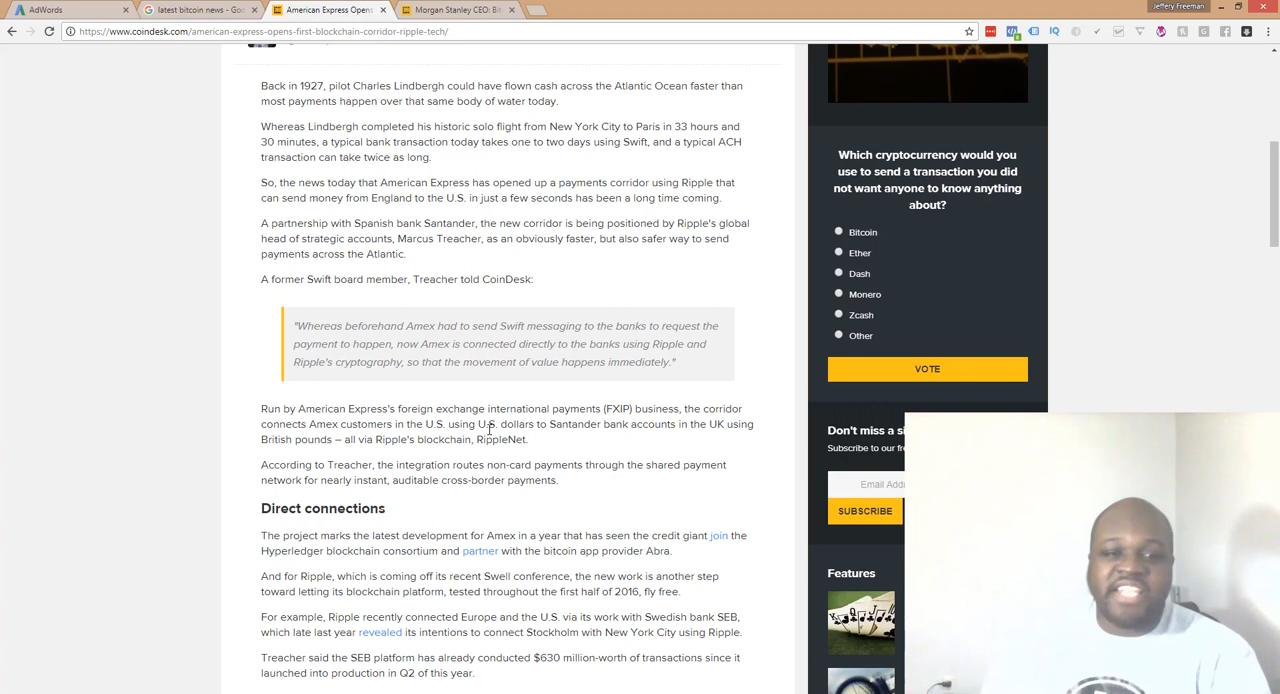 AdWords
latest bitcoin news - Goo
American Express Opens
Morgan Stanley CEO: Bit
Jeffery Freeman
https://www.coindesk.com/american-express-opens-first-blockchain-corridor-ripple-tech/
Back in 1927, pilot Charles Lindbergh could have flown cash across the Atlantic Ocean faster than
most payments happen over that same body of water today.
Whereas Lindbergh completed his historic solo flight from New York City to Paris in 33 hours and
30 minutes, a typical bank transaction today takes one to two days using Swift, and a typical ACH
transaction can take twice as long.
So, the news today that American Express has opened up a payments corridor using Ripple that
can send money from England to the U.S. in just a few seconds has been a long time coming.
A partnership with Spanish bank Santander, the new corridor is being positioned by Ripple's global
head of strategic accounts, Marcus Treacher, as an obviously faster, but also safer way to send
payments across the Atlantic.
A former Swift board member, Treacher told CoinDesk:
"Whereas beforehand Amex had to send Swift messaging to the banks to request the
payment to happen, now Amex is connected directly to the banks using Ripple and
Ripple's cryptography, so that the movement of value happens immediately."
Run by American Express's foreign exchange international payments (FXIP) business, the corridor
connects Amex customers in the U.S. using U.S. dollars to Santander bank accounts in the UK using
British pounds – all via Ripple's blockchain, RippleNet.
According to Treacher, the integration routes non-card payments through the shared payment
network for nearly instant, auditable cross-border payments.
Direct connections
The project marks the latest development for Amex in a year that has seen the credit giant join the
Hyperledger blockchain consortium and partner with the bitcoin app provider Abra.
And for Ripple, which is coming off its recent Swell conference, the new work is another step
toward letting its blockchain platform, tested throughout the first half of 2016, fly free.
For example, Ripple recently connected Europe and the U.S. via its work with Swedish bank SEB,
which late last year revealed its intentions to connect Stockholm with New York City using Ripple.
Treacher said the SEB platform has already conducted $630 million-worth of transactions since it
launched into production in Q2 of this year.
Which cryptocurrency would you
use to send a transaction you did
not want anyone to know anything
about?
Bitcoin
Ether
Dash
Monero
Zcash
Other
VOTE
Don't miss a si
Subscribe to our fre
Email Addr
SUBSCRIBE
Features